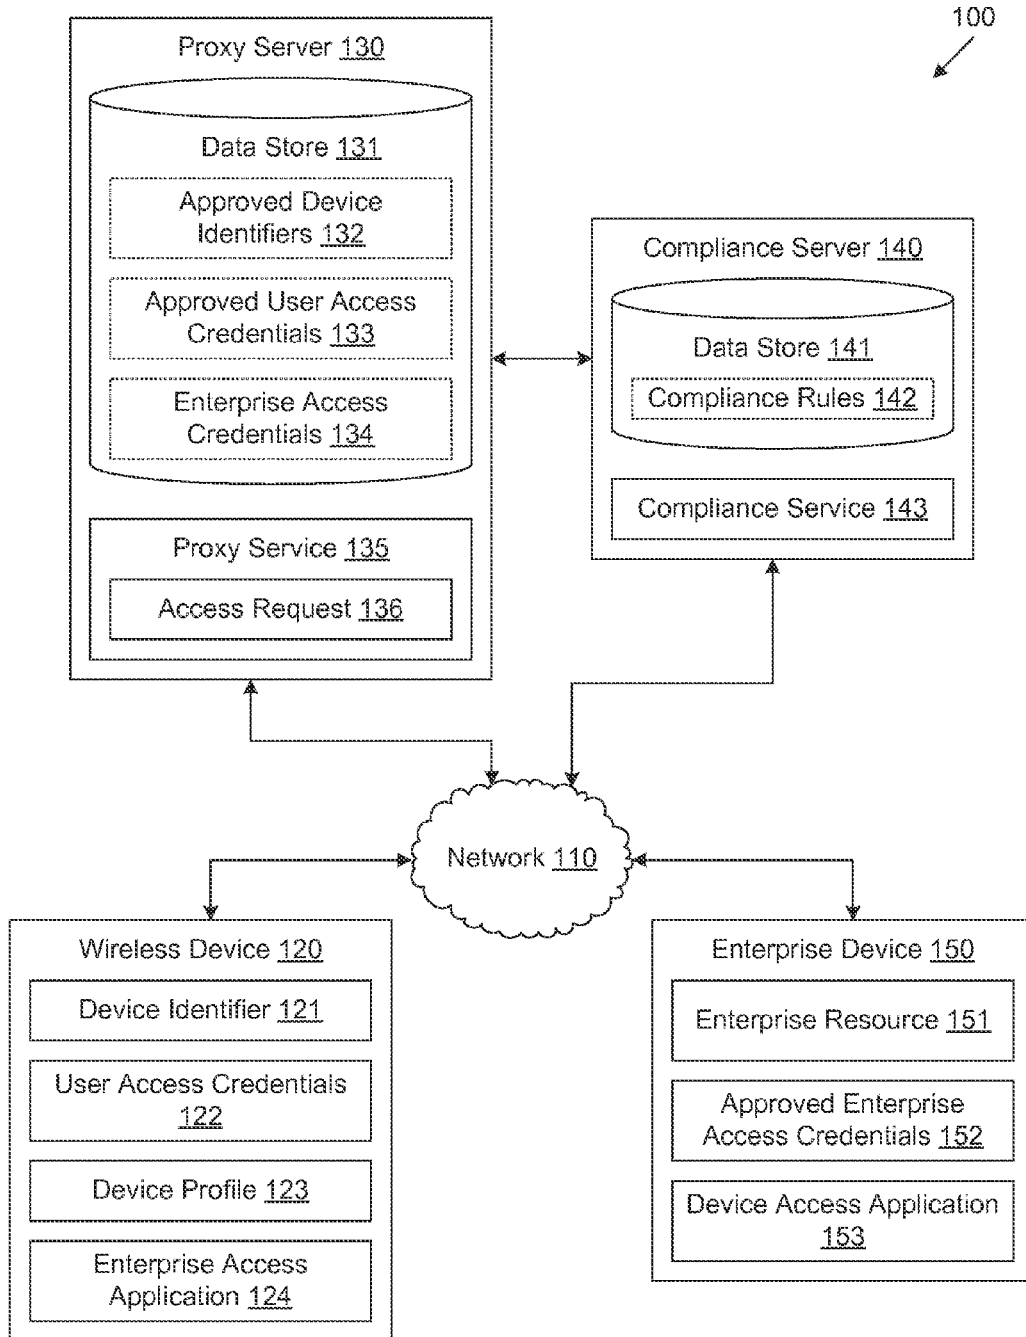 100
Proxy Server 130
Data Store 131
Approved Device
Identifiers 132
Approved User Access
Credentials 133
Enterprise Access
Credentials 134
Proxy Service 135
Access Request 136
Compliance Server 140
Data Store 141
Compliance Rules 142
Compliance Service 143
Network 110
Wireless Device 120
Device Identifier 121
User Access Credentials
122
Device Profile 123
Enterprise Access
Application 124
Enterprise Device 150
Enterprise Resource 151
Approved Enterprise
Access Credentials 152
Device Access Application
153